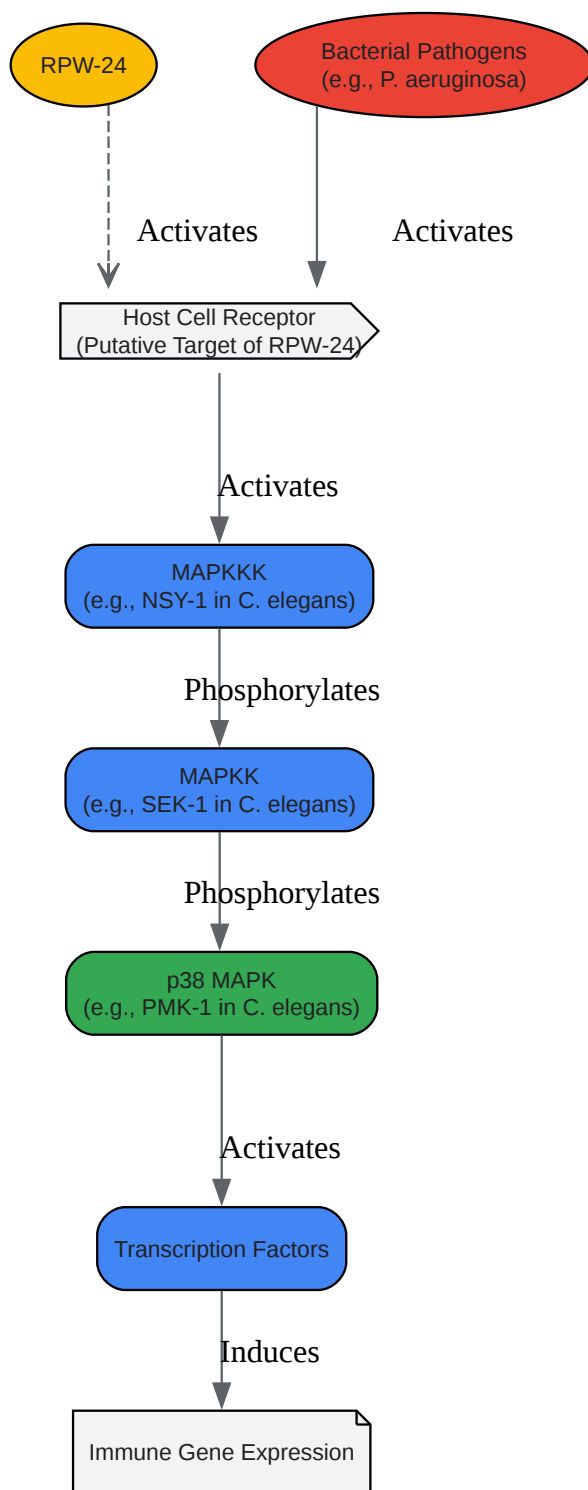 RPW-24
Bacterial Pathogens
(e.g., P. aeruginosa)
Activates
Activates
Host Cell Receptor
(Putative Target of RPW-24)
Activates
MAPKKK
(e.g., NSY-1 in C. elegans)
Phosphorylates
MAPKK
(e.g., SEK-1 in C. elegans)
Phosphorylates
p38 MAPK
(e.g., PMK-1 in C. elegans)
Activates
Transcription Factors
Induces
Immune Gene Expression